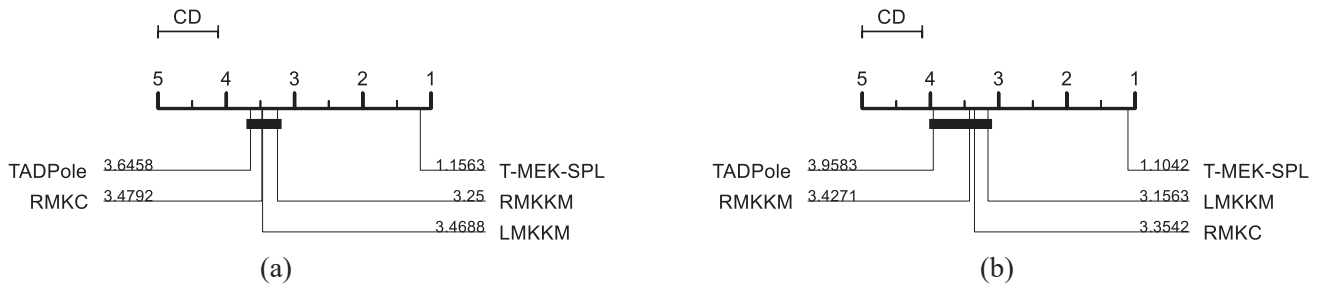 CD
5 4 3 2 1
TADPole 3.6458 1.1563 T-MEK-SPL
RMKC 3.4792 3.25 RMKKM
3.4688 LMKKM
(a)
CD
5 4 3 2 1
TADPole 3.9583 1.1042 T-MEK-SPL
RMKKM 3.4271 3.1563 LMKKM
3.3542 RMKC
(b)